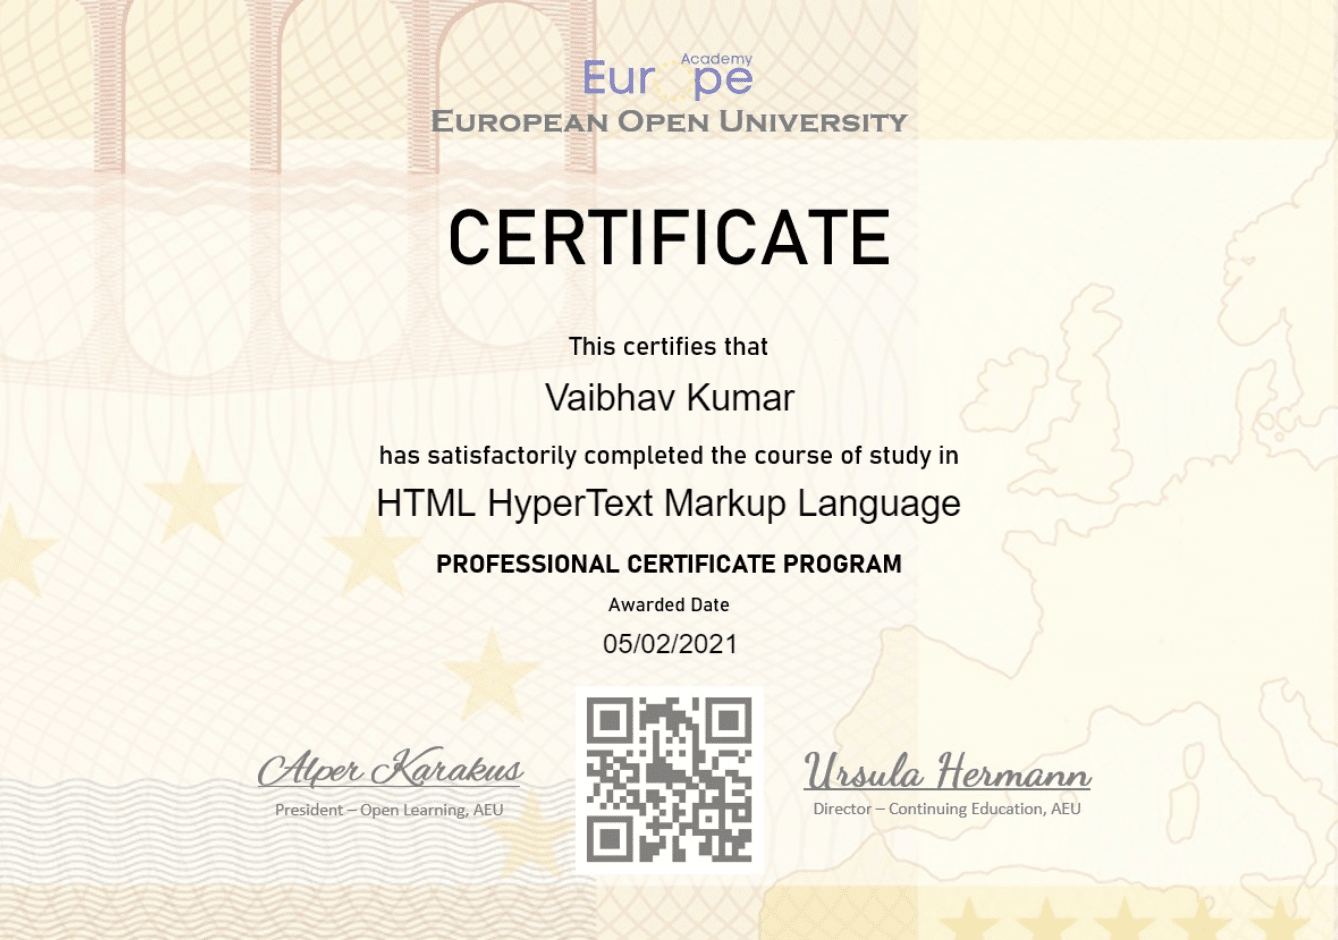 Academy
Europe
EUROPEAN OPEN UNIVERSITY
CERTIFICATE
This certifies that
Vaibhav Kumar
has satisfactorily completed the course of study in
HTML HyperText Markup Language
PROFESSIONAL CERTIFICATE PROGRAM
Awarded Date
05/02/2021
Alper Karakus
President – Open Learning, AEU
Ursula Hermann
Director – Continuing Education, AEU